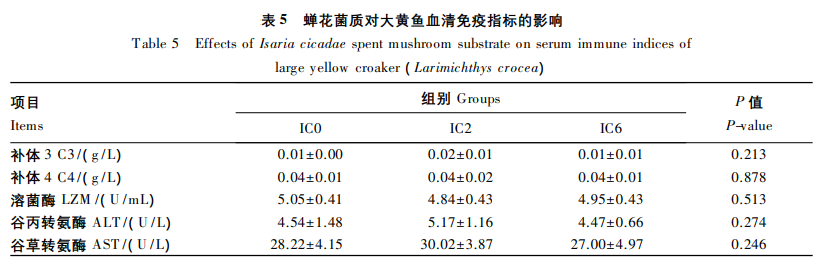 表 5 蝉花菌质对大黄鱼血清免疫指标的影响
Table 5 Effects of Isaria cicadae spent mushroom substrate on serum immune indices of
large yellow croaker ( Larimichthys crocea)
项目 组别 Groups P 值
Items IC0 IC2 IC6 P-value
补体 3 C3/( g/L) 0.01±0.00 0.02±0.01 0.01±0.01 0.213
补体 4 C4/( g/L) 0.04±0.01 0.04±0.02 0.04±0.01 0.878
溶菌酶 LZM /( U/mL) 5.05±0.41 4.84±0.43 4.95±0.43 0.513
谷丙转氨酶 ALT/( U/L) 4.54±1.48 5.17±1.16 4.47±0.66 0.274
谷草转氨酶 AST/( U/L) 28.22±4.15 30.02±3.87 27.00±4.97 0.246